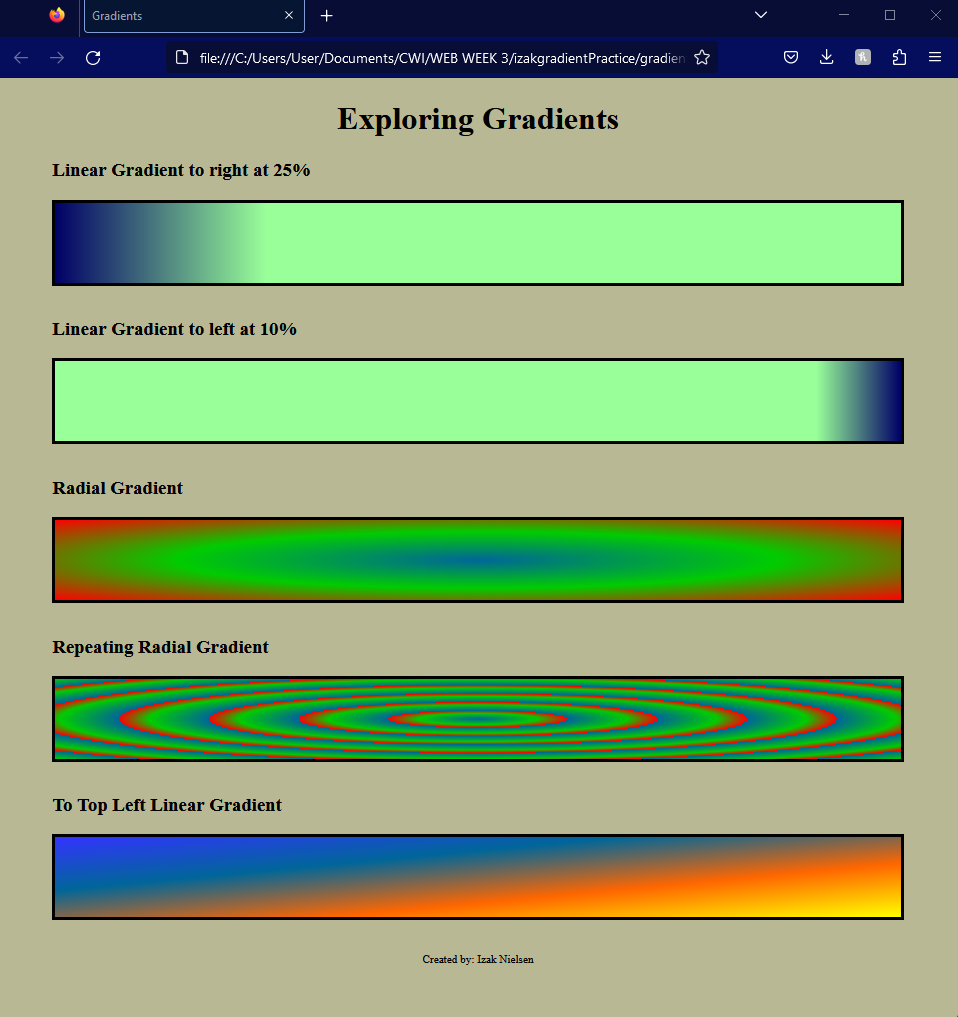 Gradients
file:///C:/Users/User/Documents/CWI/WEB WEEK 3/izakgradientPractice/gradien
Exploring Gradients
Linear Gradient to right at 25%
Linear Gradient to left at 10%
Radial Gradient
Repeating Radial Gradient
To Top Left Linear Gradient
Created by: Izak Nielsen